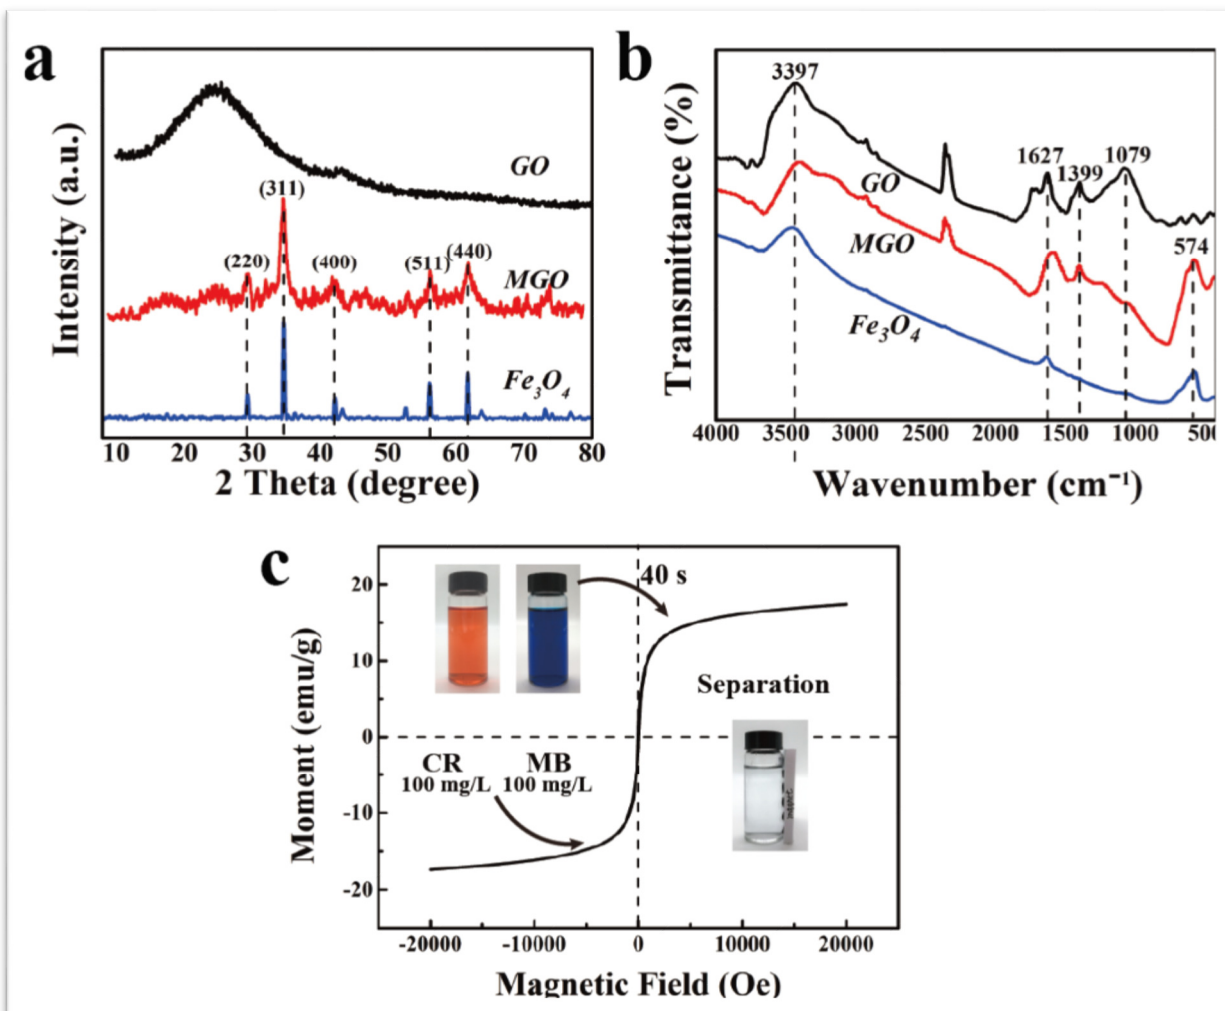 a
Intensity (a.u.)
GO
(311)
(220)
(400)
(511)
(440)
MGO
Fe₃O₄
10 20 30 40 50 60 70 80
2 Theta (degree)
b
Transmittance (%)
3397
1627
1399
1079
GO
MGO
574
Fe₃O₄
4000 3500 3000 2500 2000 1500 1000 500
Wavenumber (cm⁻¹)
c
Moment (emu/g)
20
10
0
-10
-20
40 s
Separation
CR MB
100 mg/L 100 mg/L
-20000 -10000 0 10000 20000
Magnetic Field (Oe)